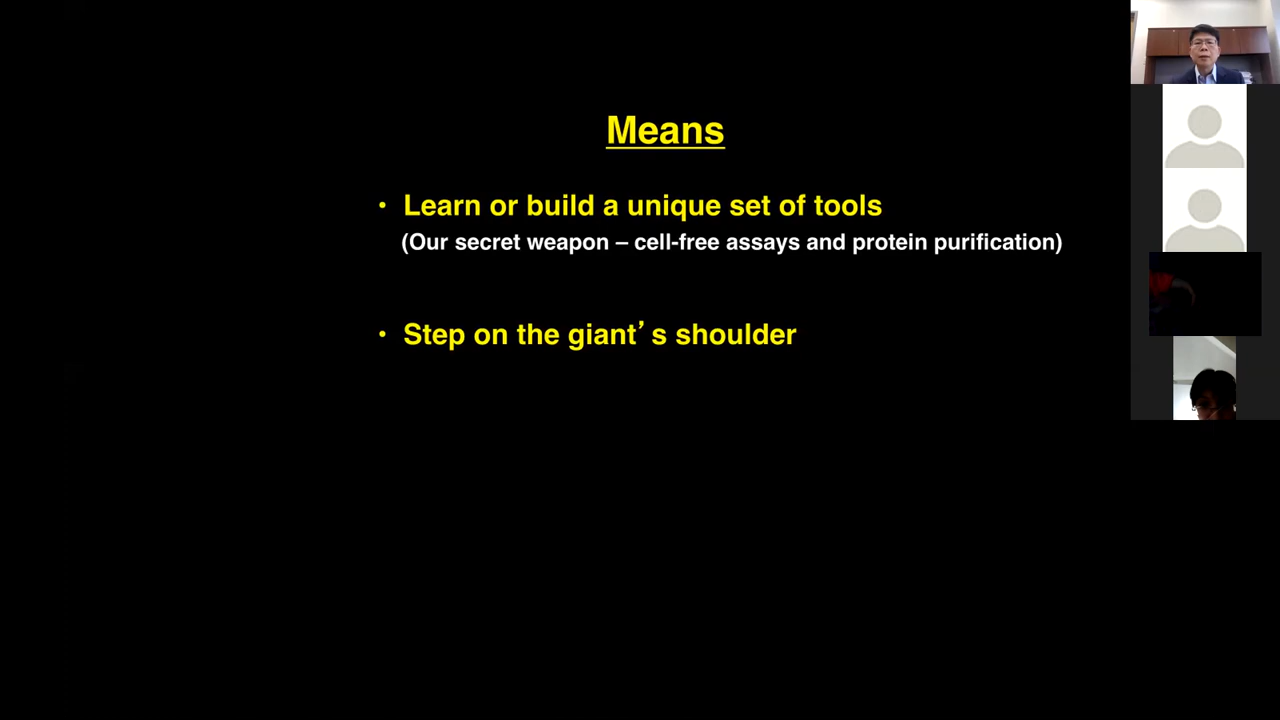 Means
• Learn or build a unique set of tools
(Our secret weapon – cell-free assays and protein purification)
• Step on the giant’s shoulder